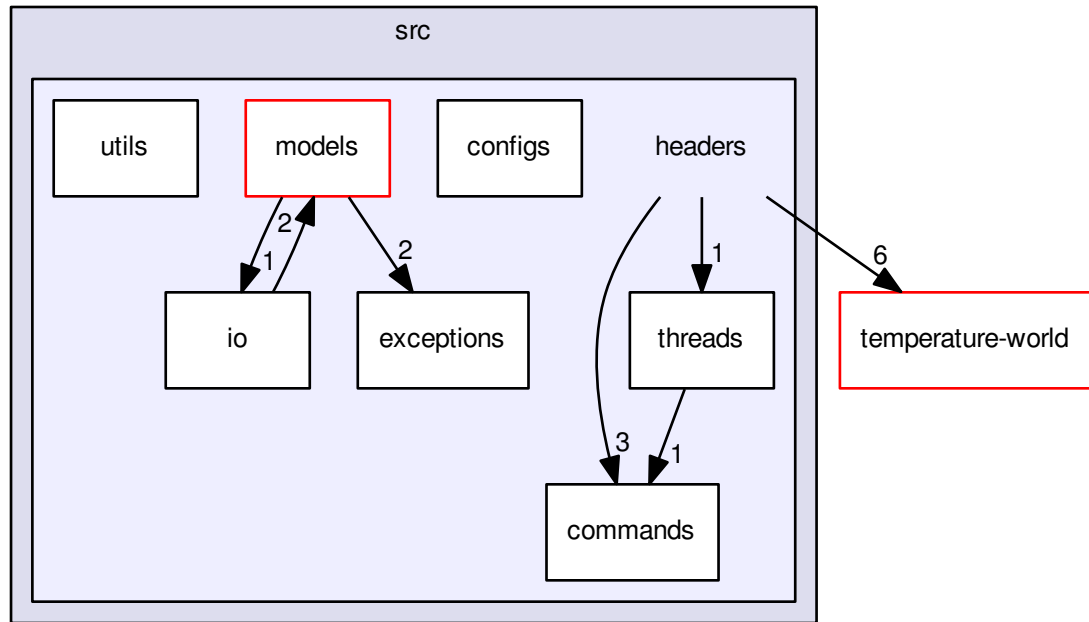 src
utils
models
configs
headers
2
1
2
1
6
io
exceptions
threads
temperature-world
3
1
commands